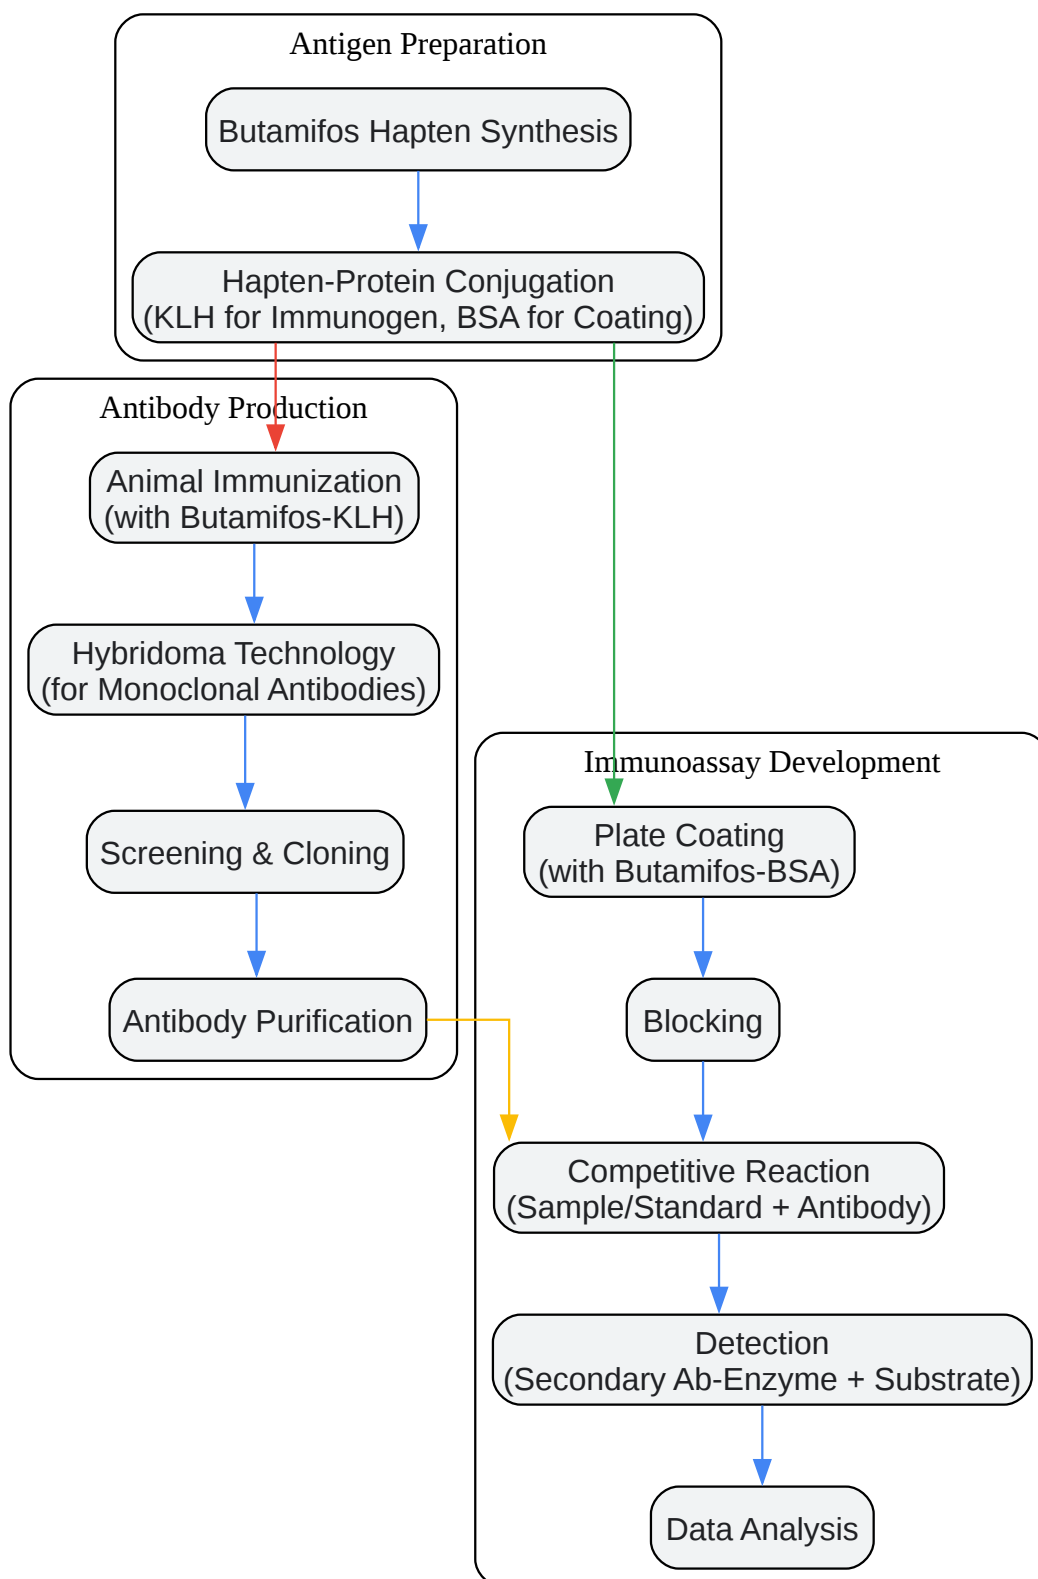 Antigen Preparation
Butamifos Hapten Synthesis
Hapten-Protein Conjugation
(KLH for Immunogen, BSA for Coating)
Antibody Production
Animal Immunization
(with Butamifos-KLH)
Hybridoma Technology
(for Monoclonal Antibodies)
Screening & Cloning
Antibody Purification
Immunoassay Development
Plate Coating
(with Butamifos-BSA)
Blocking
Competitive Reaction
(Sample/Standard + Antibody)
Detection
(Secondary Ab-Enzyme + Substrate)
Data Analysis